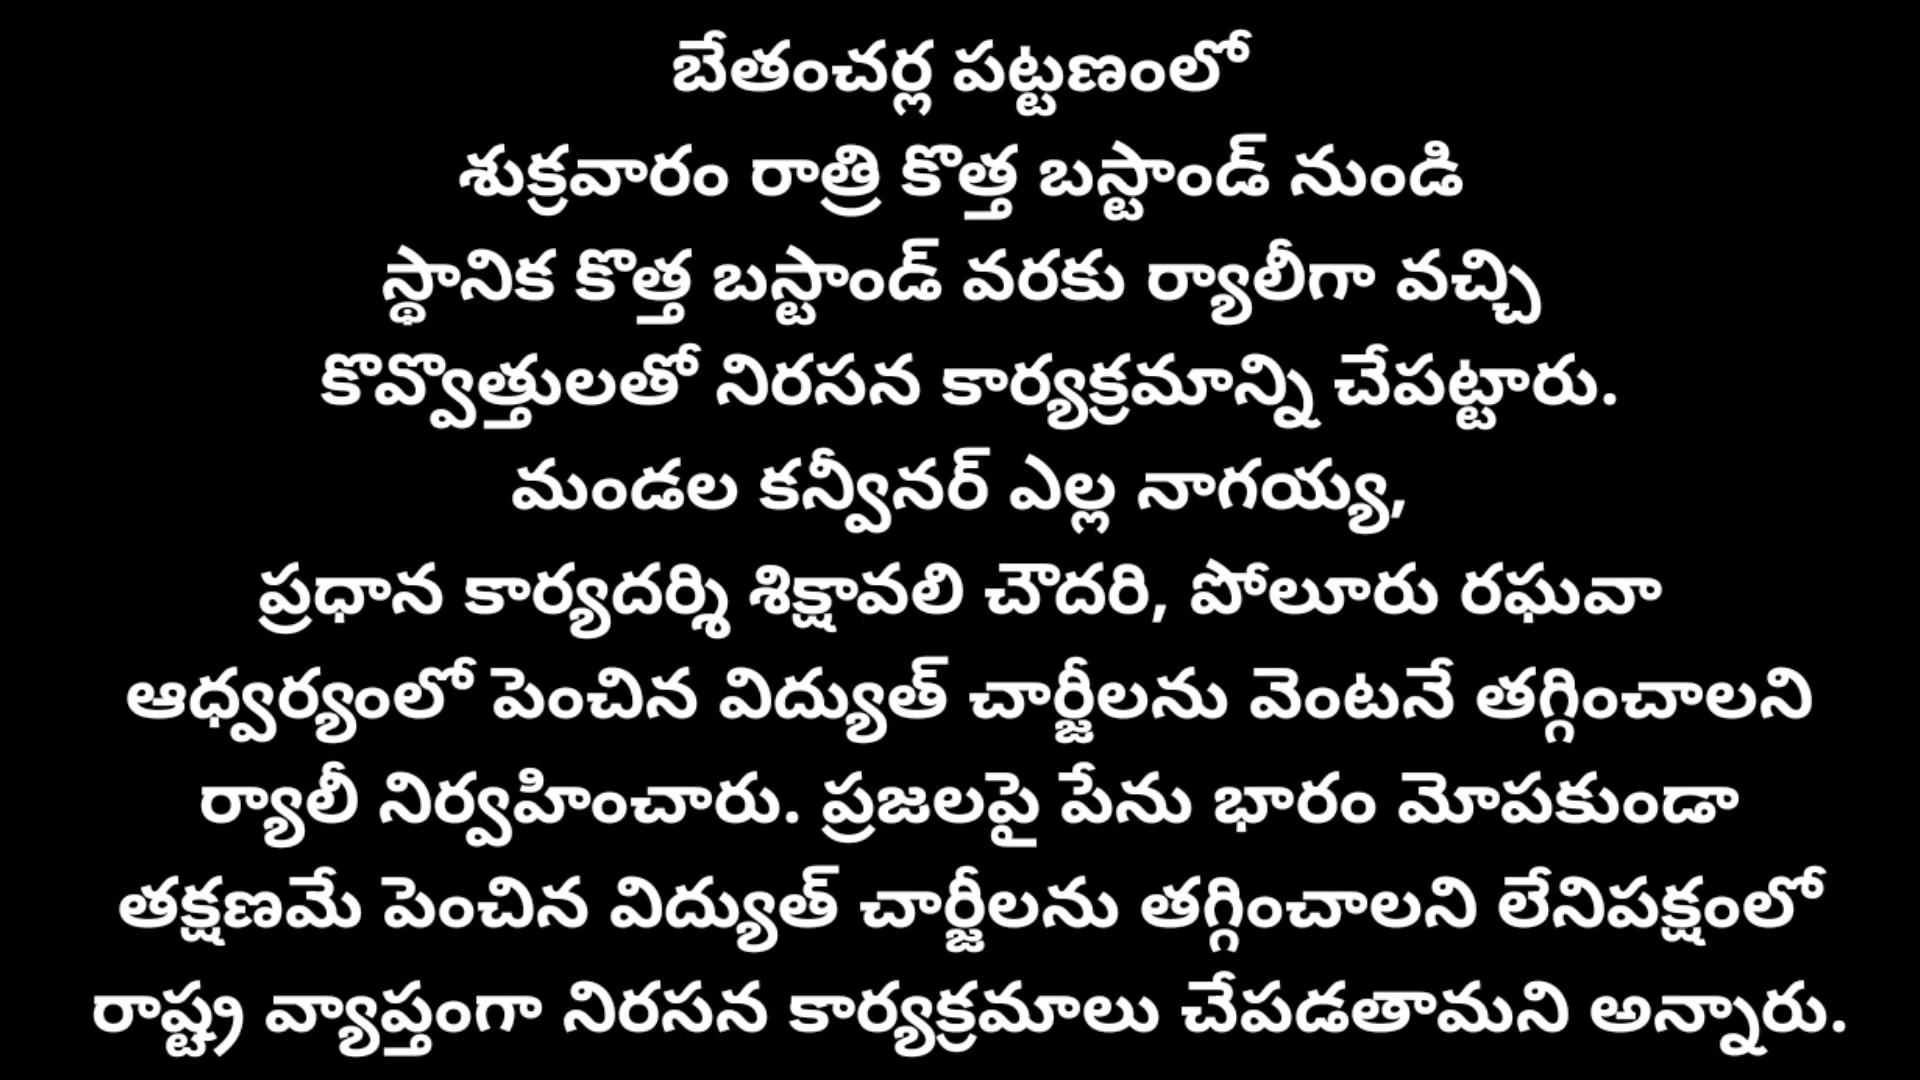 బేతంచర్ల పట్టణంలో
శుక్రవారం రాత్రి కొత్త బస్టాండ్ నుండి
స్థానిక కొత్త బస్టాండ్ వరకు ర్యాలీగా వచ్చి
కొవ్వొత్తులతో నిరసన కార్యక్రమాన్ని చేపట్టారు.
మండల కన్వీనర్ ఎల్ల నాగయ్య,
ప్రధాన కార్యదర్శి శిక్షావలి చౌదరి, పోలూరు రఘవా
ఆధ్వర్యంలో పెంచిన విద్యుత్ చార్జీలను వెంటనే తగ్గించాలని
ర్యాలీ నిర్వహించారు. ప్రజలపై పేను భారం మోపకుండా
తక్షణమే పెంచిన విద్యుత్ చార్జీలను తగ్గించాలని లేనిపక్షంలో
రాష్ట్ర వ్యాప్తంగా నిరసన కార్యక్రమాలు చేపడతామని అన్నారు.